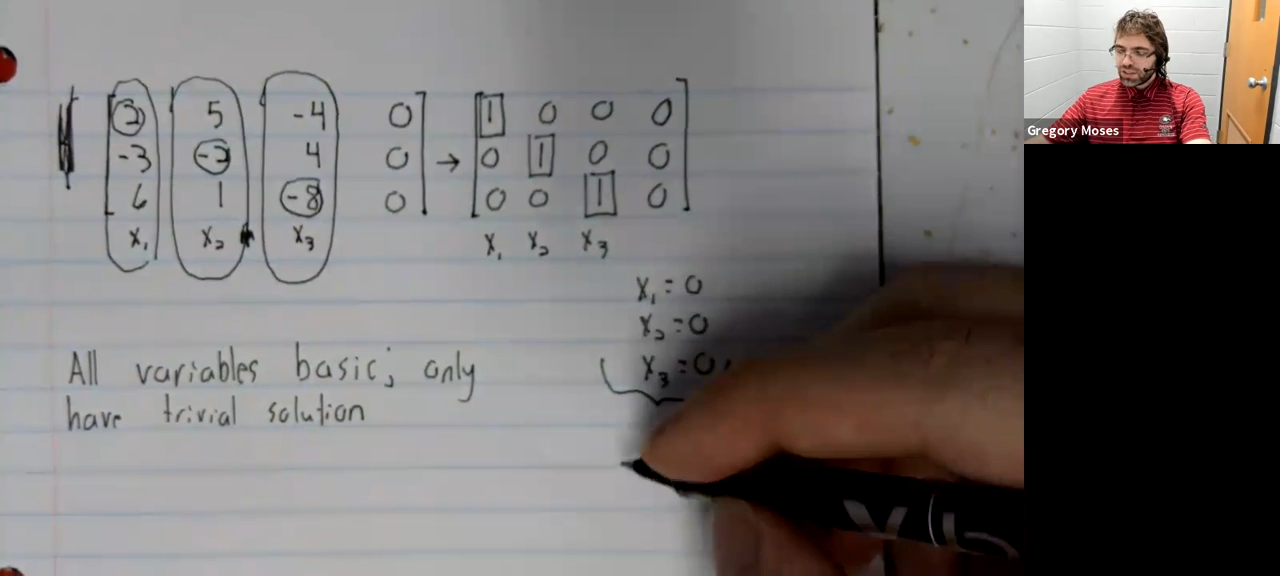 3 5 -4 0 → 1 0 0 0
-3 -2 4 0 0 1 0 0
6 1 -8 0 0 0 1 0
x₁ x₂ x₃ x₁ x₂ x₃
x₁ = 0
x₂ = 0
x₃ = 0
All variables basic; only
have trivial solution
Gregory Moses